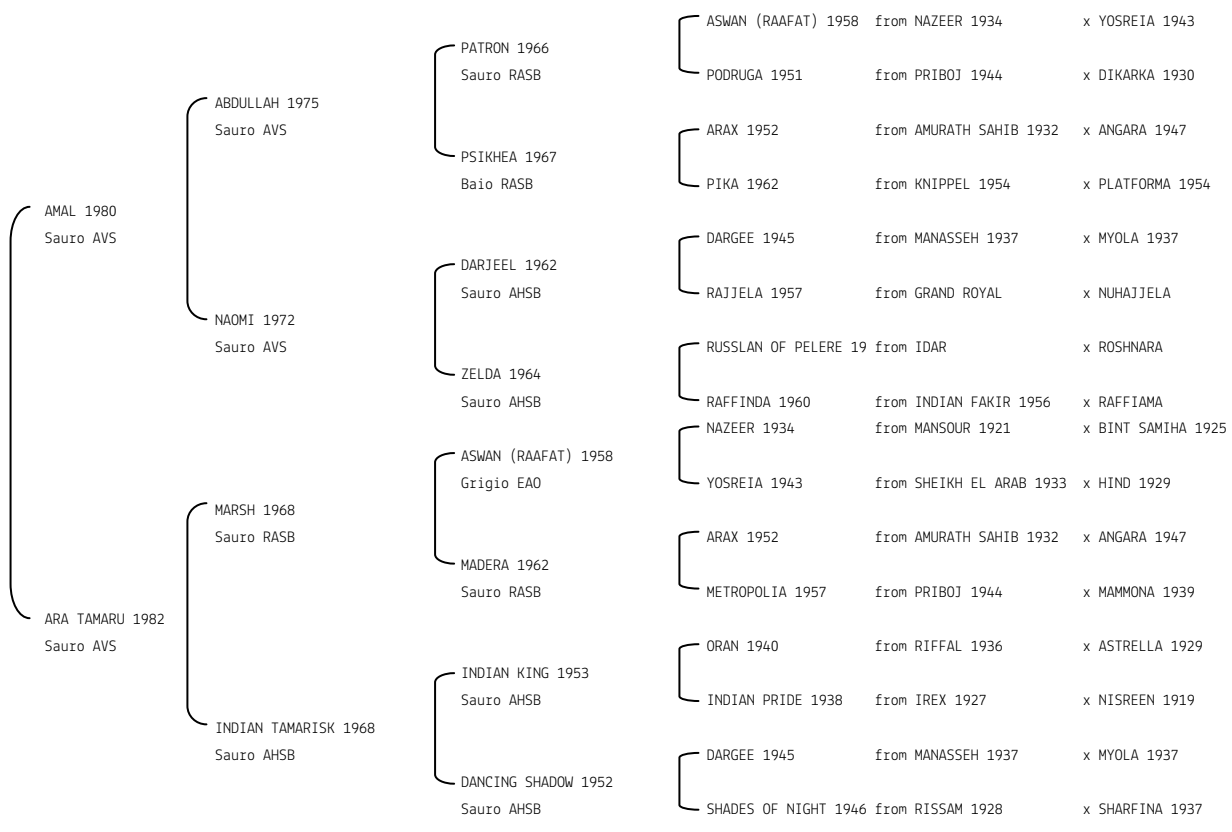 ASWAN (RAAFAT) 1958 from NAZEER 1934 x YOSREIA 1943
PATRON 1966
Sauro RASB
PODRUGA 1951 from PRIBOJ 1944 x DIKARKA 1930
ABDULLAH 1975
Sauro AVS
ARAX 1952 from AMURATH SAHIB 1932 x ANGARA 1947
PSIKHEA 1967
Baio RASB
PIKA 1962 from KNIPPEL 1954 x PLATFORMA 1954
AMAL 1980
Sauro AVS
DARGEE 1945 from MANASSEH 1937 x MYOLA 1937
DARJEEL 1962
Sauro AHSB
RAJJELA 1957 from GRAND ROYAL x NUHAJJELA
NAOMI 1972
Sauro AVS
RUSSLAN OF PELERE 19 from IDAR x ROSHNARA
ZELDA 1964
Sauro AHSB
RAFFINDA 1960 from INDIAN FAKIR 1956 x RAFFIAMA
NAZEER 1934 from MANSOUR 1921 x BINT SAMIHA 1925
ASWAN (RAAFAT) 1958
Grigio EAO
YOSREIA 1943 from SHEIKH EL ARAB 1933 x HIND 1929
MARSH 1968
Sauro RASB
ARAX 1952 from AMURATH SAHIB 1932 x ANGARA 1947
MADERA 1962
Sauro RASB
METROPOLIA 1957 from PRIBOJ 1944 x MAMMONA 1939
ARA TAMARU 1982
Sauro AVS
ORAN 1940 from RIFFAL 1936 x ASTRELLA 1929
INDIAN KING 1953
Sauro AHSB
INDIAN PRIDE 1938 from IREX 1927 x NISREEN 1919
INDIAN TAMARISK 1968
Sauro AHSB
DARGEE 1945 from MANASSEH 1937 x MYOLA 1937
DANCING SHADOW 1952
Sauro AHSB
SHADES OF NIGHT 1946 from RISSAM 1928 x SHARFINA 1937